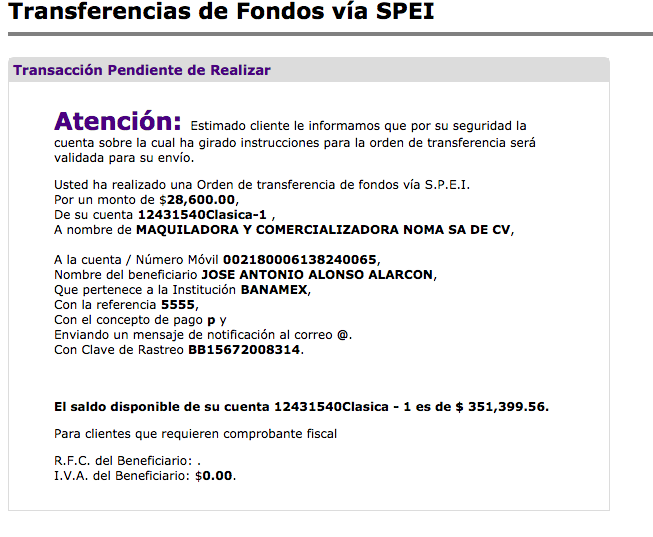 Transferencias de Fondos vía SPEI
Transacción Pendiente de Realizar
Atención: Estimado cliente le informamos que por su seguridad la
cuenta sobre la cual ha girado instrucciones para la orden de transferencia será
validada para su envío.
Usted ha realizado una Orden de transferencia de fondos vía S.P.E.I.
Por un monto de $28,600.00,
De su cuenta 12431540Clasica-1 ,
A nombre de MAQUILADORA Y COMERCIALIZADORA NOMA SA DE CV,
A la cuenta / Número Móvil 002180006138240065,
Nombre del beneficiario JOSE ANTONIO ALONSO ALARCON,
Que pertenece a la Institución BANAMEX,
Con la referencia 5555,
Con el concepto de pago p y
Enviando un mensaje de notificación al correo @.
Con Clave de Rastreo BB15672008314.
El saldo disponible de su cuenta 12431540Clasica - 1 es de $ 351,399.56.
Para clientes que requieren comprobante fiscal
R.F.C. del Beneficiario: .
I.V.A. del Beneficiario: $0.00.